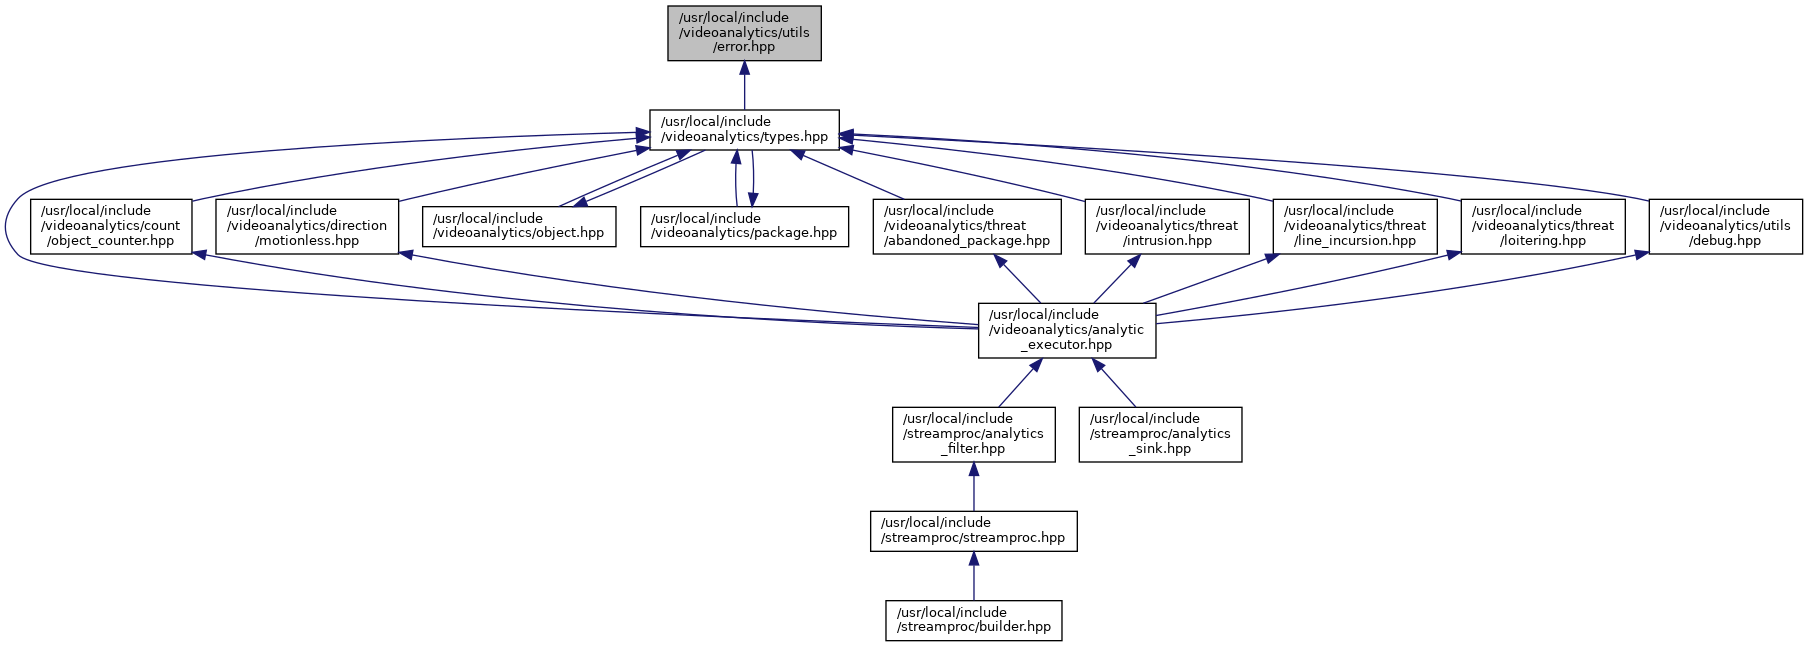 /usr/local/include
/videoanalytics/utils
/error.hpp
/usr/local/include
/videoanalytics/types.hpp
/usr/local/include
/videoanalytics/count
/object_counter.hpp
/usr/local/include
/videoanalytics/direction
/motionless.hpp
/usr/local/include
/videoanalytics/object.hpp
/usr/local/include
/videoanalytics/package.hpp
/usr/local/include
/videoanalytics/threat
/abandoned_package.hpp
/usr/local/include
/videoanalytics/threat
/intrusion.hpp
/usr/local/include
/videoanalytics/threat
/line_incursion.hpp
/usr/local/include
/videoanalytics/threat
/loitering.hpp
/usr/local/include
/videoanalytics/utils
/debug.hpp
/usr/local/include
/videoanalytics/analytic
_executor.hpp
/usr/local/include
/streamproc/analytics
_filter.hpp
/usr/local/include
/streamproc/analytics
_sink.hpp
/usr/local/include
/streamproc/streamproc.hpp
/usr/local/include
/streamproc/builder.hpp